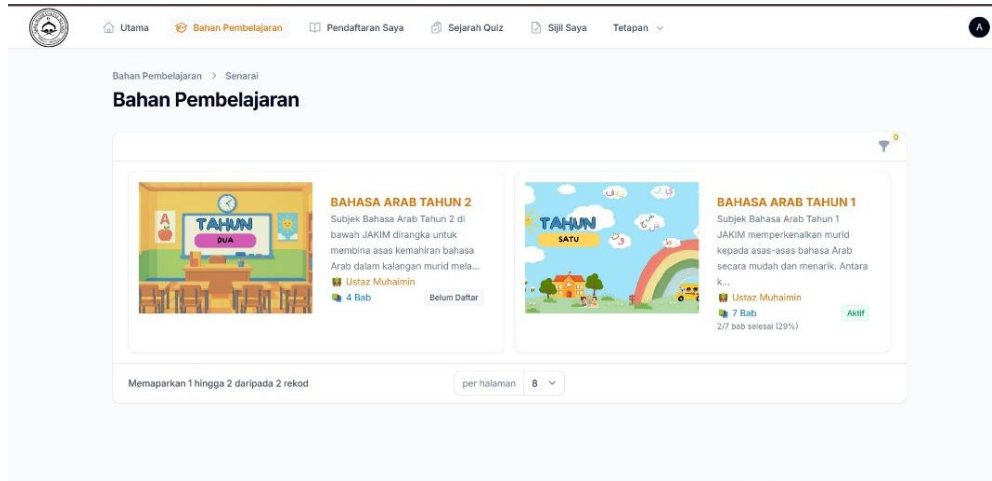 Utama
Bahan Pembelajaran
Pendaftaran Saya
Sejarah Quiz
Sijil Saya
Tetapan
A
Bahan Pembelajaran > Senarai
Bahan Pembelajaran
0
A
TAHUN
DUA
BAHASA ARAB TAHUN 2
Subjek Bahasa Arab Tahun 2 di
bawah JAKIM dirangka untuk
membina asas kemahiran bahasa
Arab dalam kalangan murid mela...
Ustaz Muhaimin
4 Bab
Belum Daftar
TAHUN
SATU
BAHASA ARAB TAHUN 1
Subjek Bahasa Arab Tahun 1
JAKIM memperkenalkan murid
kepada asas-asas bahasa Arab
secara mudah dan menarik. Antara
k...
Ustaz Muhaimin
7 Bab
Aktif
2/7 bab selesai (29%)
Memaparkan 1 hingga 2 daripada 2 rekod
per halaman
8